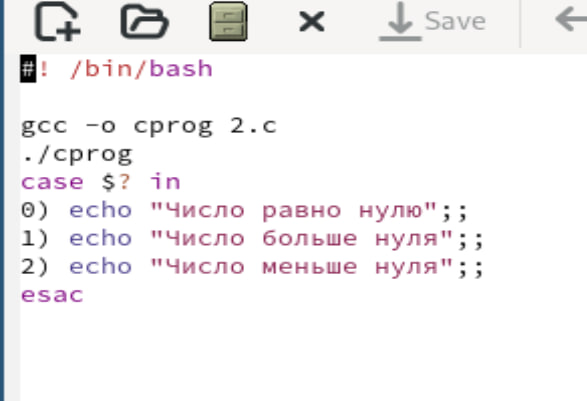 Save
#! /bin/bash
gcc -o cprog 2.c
./cprog
case $? in
0) echo "Число равно нулю";;
1) echo "Число больше нуля";;
2) echo "Число меньше нуля";;
esac